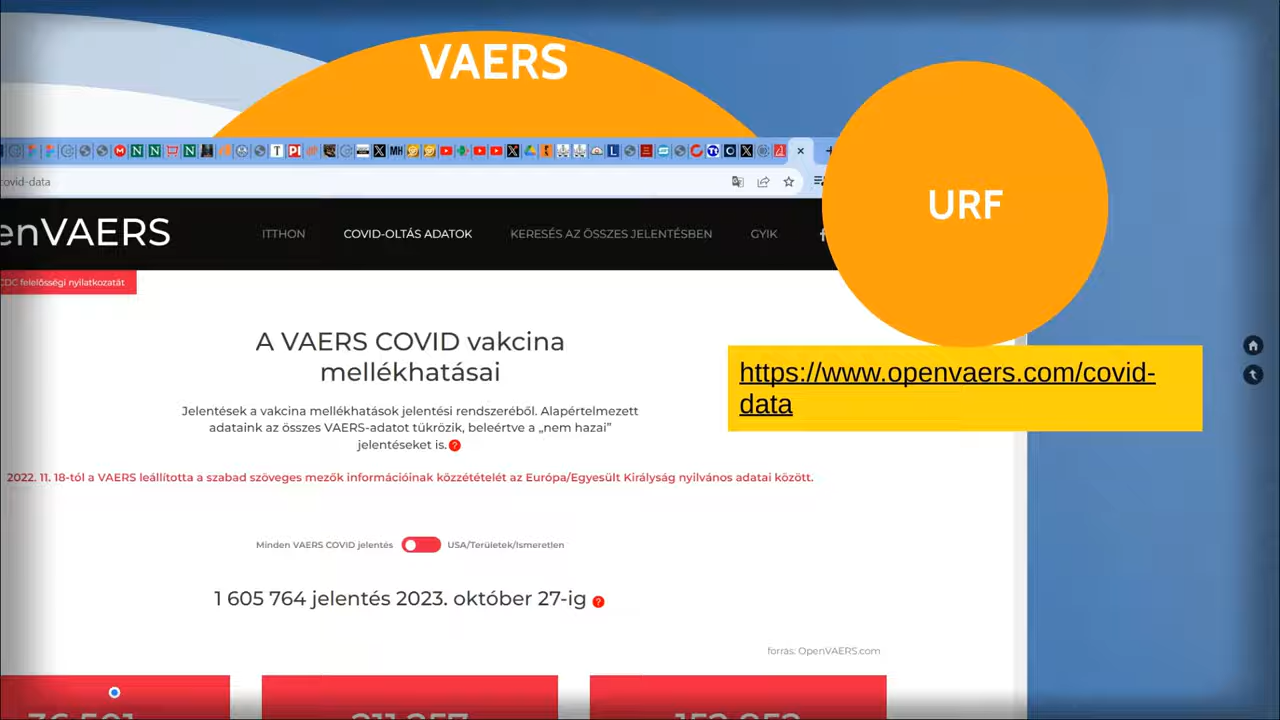 VAERS
URF
covid-data
enVAERS
ITTHON
COVID-OLTÁS ADATOK
KERESÉS AZ ÖSSZES JELENTÉSBEN
GYIK
CDC felelősségi nyilatkozatát
A VAERS COVID vakcina
mellékhatásai
https://www.openvaers.com/covid-
data
Jelentések a vakcina mellékhatások jelentési rendszeréből. Alapértelmezett
adataink az összes VAERS-adatot tükrözik, beleértve a „nem hazai”
jelentéseket is.
2022. 11. 18-tól a VAERS leállította a szabad szöveges mezők információinak közzétételét az Európa/Egyesült Királyság nyilvános adatai között.
Minden VAERS COVID jelentés
USA/Területek/Ismeretlen
1 605 764 jelentés 2023. október 27-ig
forrás: OpenVAERS.com